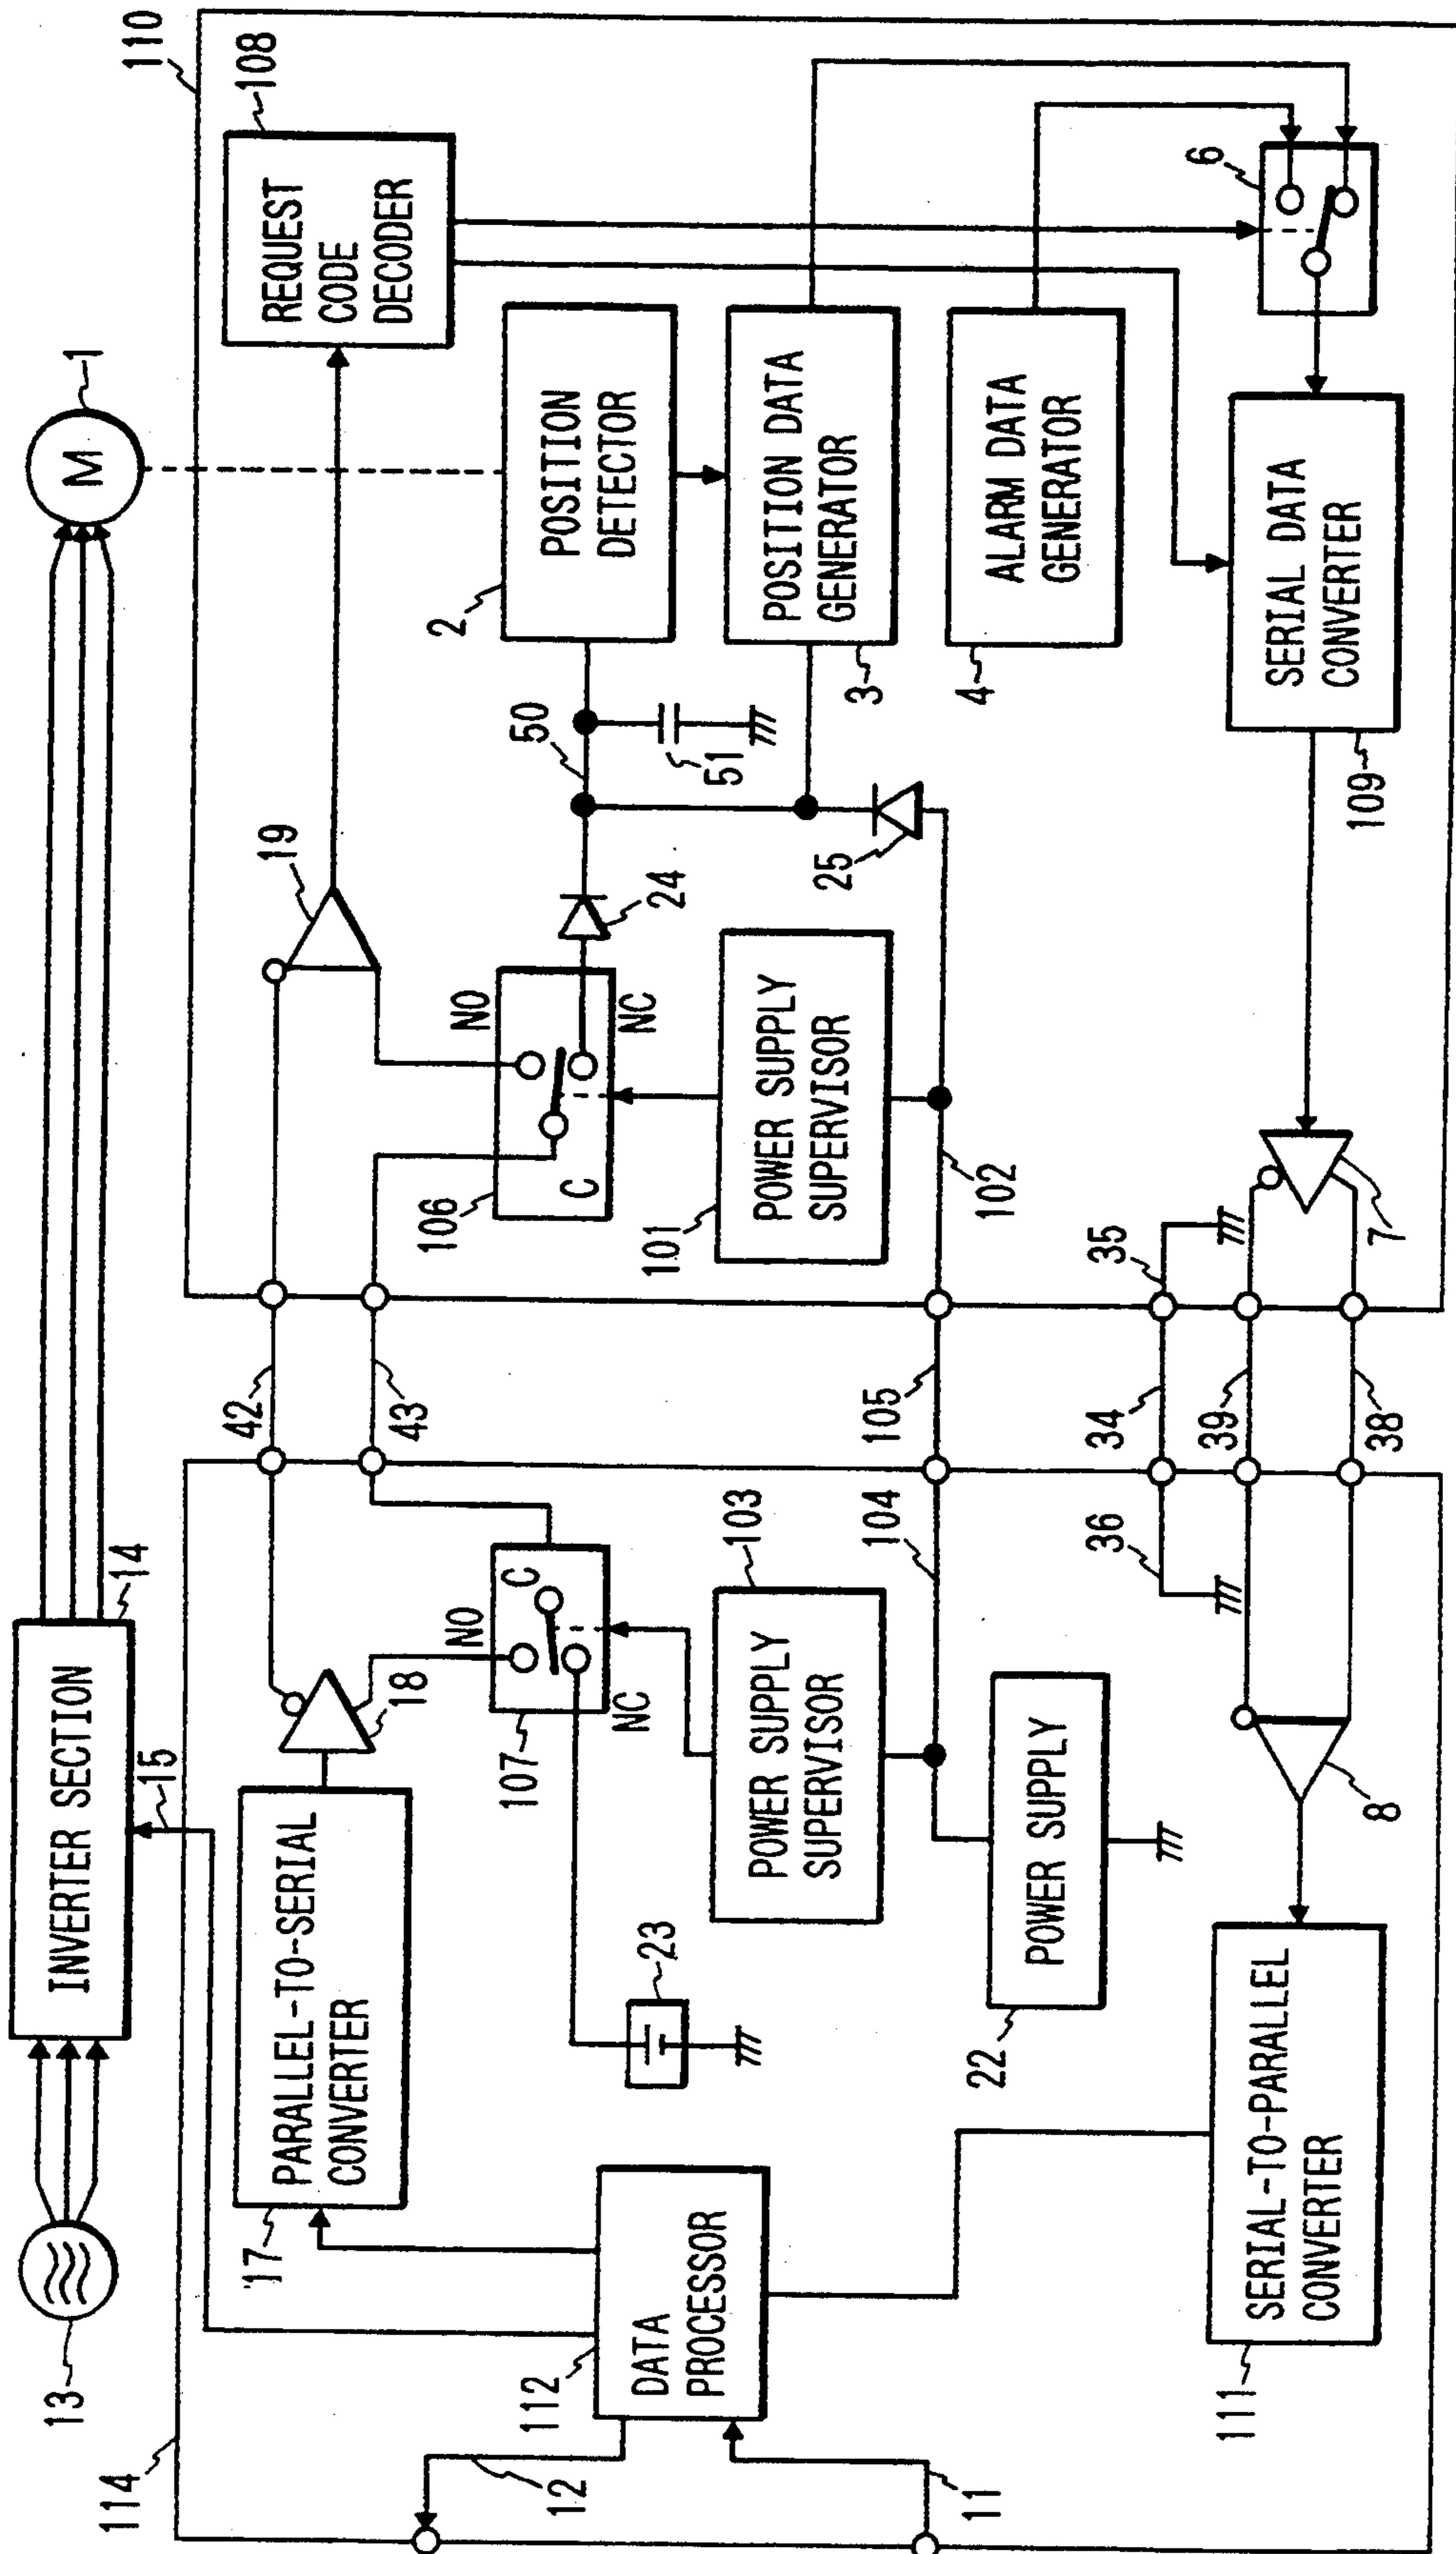 13
INVERTER SECTION
14
M
1
15
114
110
17
PARALLEL-TO-SERIAL
CONVERTER
18
42
43
19
REQUEST
CODE
DECODER
108
107
NO
C
NC
106
C
NO
NC
24
50
51
2
POSITION
DETECTOR
12
112
DATA
PROCESSOR
23
103
POWER SUPPLY
SUPERVISOR
101
POWER SUPPLY
SUPERVISOR
25
3
POSITION DATA
GENERATOR
11
22
POWER SUPPLY
104
105
102
4
ALARM DATA
GENERATOR
6
36
34
35
39
38
111
SERIAL-TO-PARALLEL
CONVERTER
8
7
109
SERIAL DATA
CONVERTER